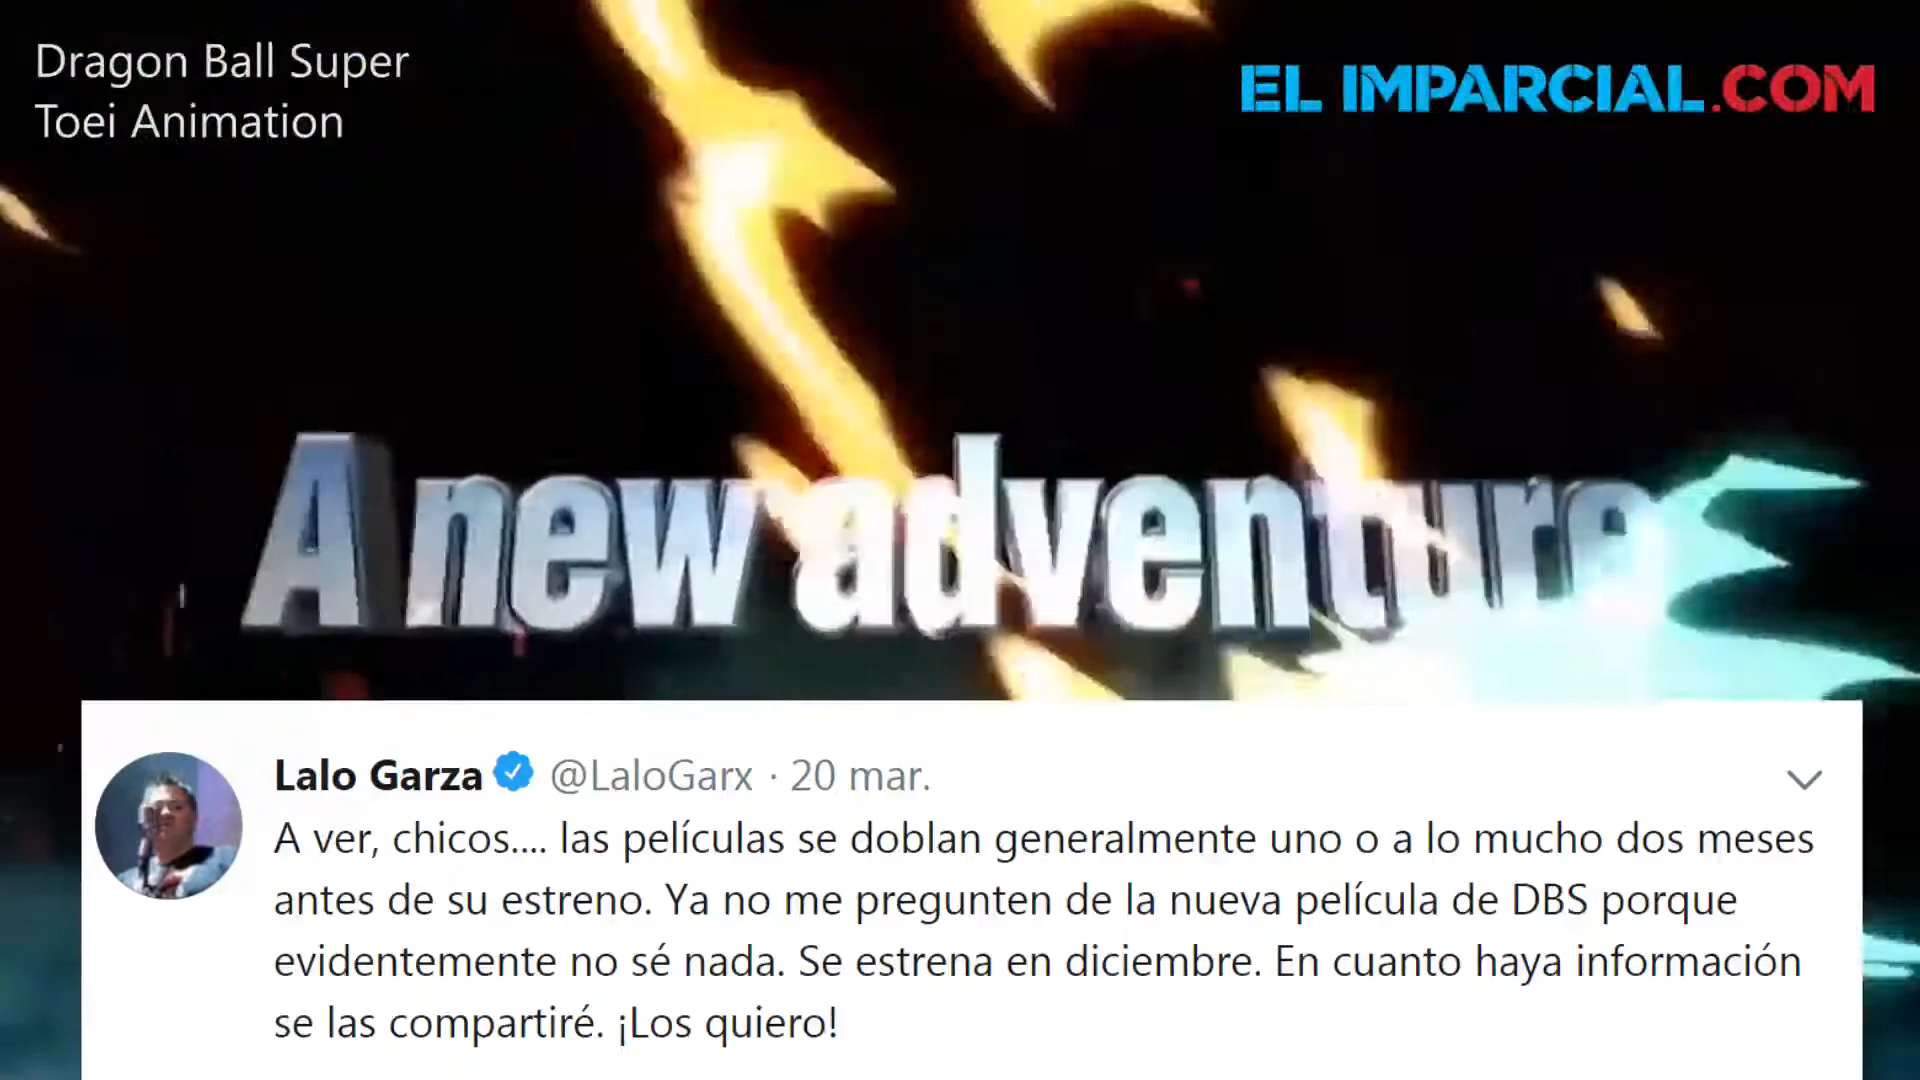 Dragon Ball Super
Toei Animation
EL IMPARCIAL.COM
A new adventure
Lalo Garza @LaloGarx · 20 mar.
A ver, chicos.... las películas se doblan generalmente uno o a lo mucho dos meses
antes de su estreno. Ya no me pregunten de la nueva película de DBS porque
evidentemente no sé nada. Se estrena en diciembre. En cuanto haya información
se las compartiré. ¡Los quiero!